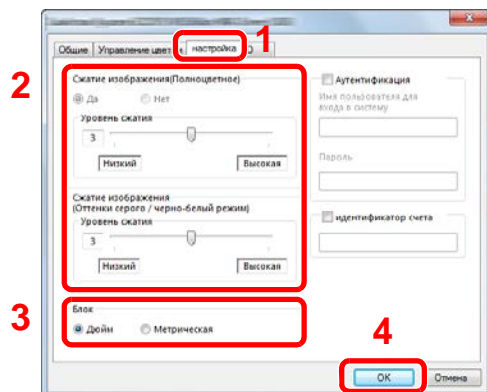 1
Общие Управление цветом настройка О
2
Сжатие изображения(Полноцветное)
Да Нет
Уровень сжатия
3
Низкий Высокая
Сжатие изображения
(Оттенки серого / черно-белый режим)
Уровень сжатия
3
Низкий Высокая
Аутентификация
Имя пользователя для
входа в систему
Пароль
идентификатор счета
3
Блок
Дюйм Метрическая
4
OK Отмена